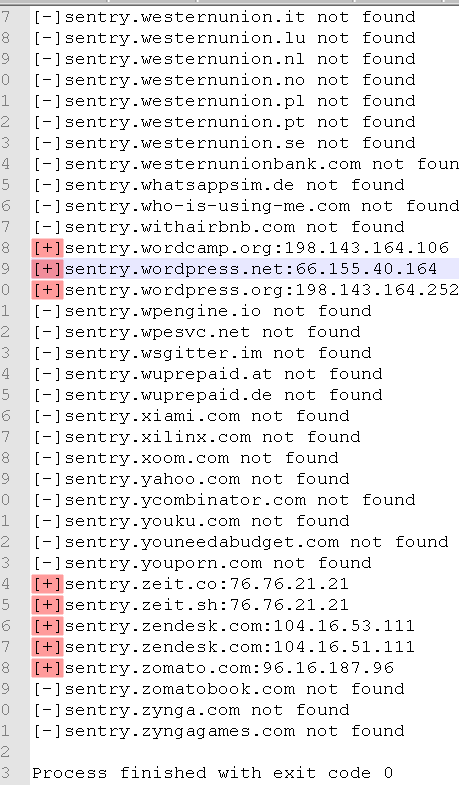 7 [-]sentry.westernunion.it not found
8 [-]sentry.westernunion.lu not found
9 [-]sentry.westernunion.nl not found
0 [-]sentry.westernunion.no not found
1 [-]sentry.westernunion.pl not found
2 [-]sentry.westernunion.pt not found
3 [-]sentry.westernunion.se not found
4 [-]sentry.westernunionbank.com not foun
5 [-]sentry.whatsappsim.de not found
6 [-]sentry.who-is-using-me.com not found
7 [-]sentry.withairbnb.com not found
8 [+]sentry.wordcamp.org:198.143.164.106
9 [+]sentry.wordpress.net:66.155.40.164
0 [+]sentry.wordpress.org:198.143.164.252
1 [-]sentry.wpengine.io not found
2 [-]sentry.wpesvc.net not found
3 [-]sentry.wsgitter.im not found
4 [-]sentry.wuprepaid.at not found
5 [-]sentry.wuprepaid.de not found
6 [-]sentry.xiami.com not found
7 [-]sentry.xilinx.com not found
8 [-]sentry.xoom.com not found
9 [-]sentry.yahoo.com not found
0 [-]sentry.ycombinator.com not found
1 [-]sentry.youku.com not found
2 [-]sentry.youneedabudget.com not found
3 [-]sentry.youporn.com not found
4 [+]sentry.zeit.co:76.76.21.21
5 [+]sentry.zeit.sh:76.76.21.21
6 [+]sentry.zendesk.com:104.16.53.111
7 [+]sentry.zendesk.com:104.16.51.111
8 [+]sentry.zomato.com:96.16.187.96
9 [-]sentry.zomatobook.com not found
0 [-]sentry.zynga.com not found
1 [-]sentry.zyngagames.com not found
2
3 Process finished with exit code 0